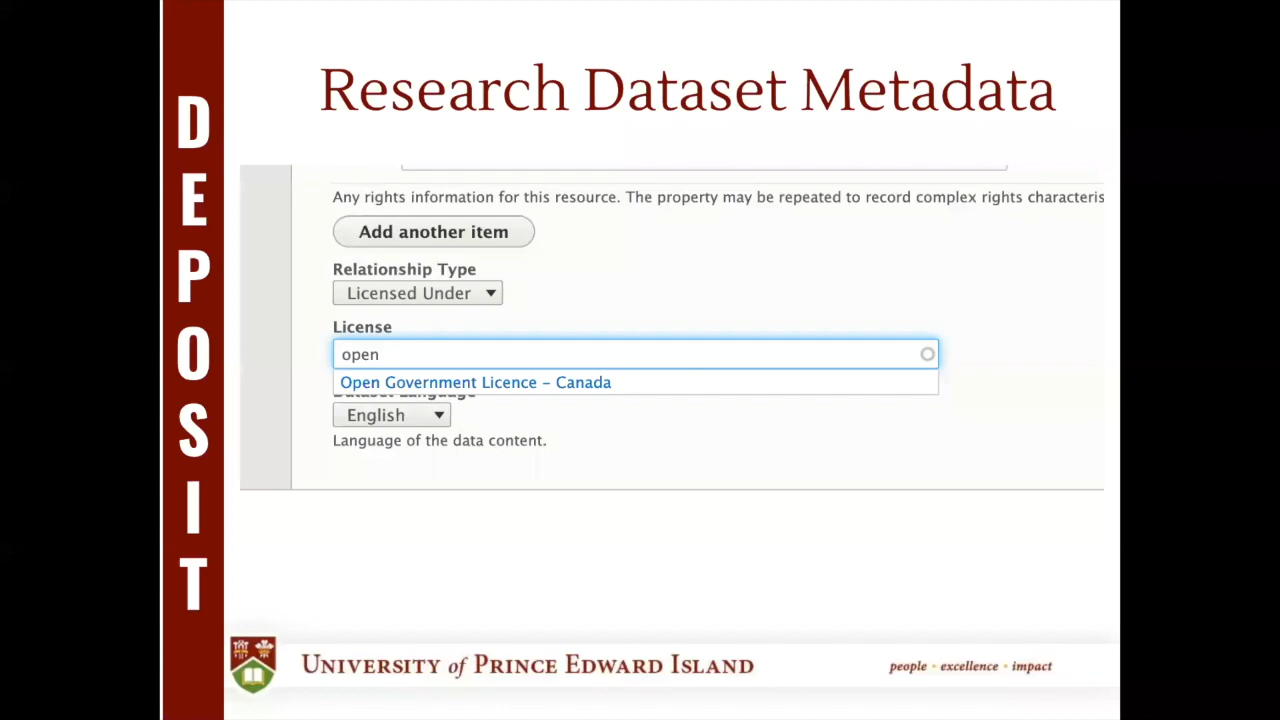 DEPOSIT
Research Dataset Metadata
Any rights information for this resource. The property may be repeated to record complex rights characteris
Add another item
Relationship Type
Licensed Under
License
open
Open Government Licence – Canada
Dataset Language
English
Language of the data content.
UNIVERSITY of PRINCE EDWARD ISLAND
people • excellence • impact